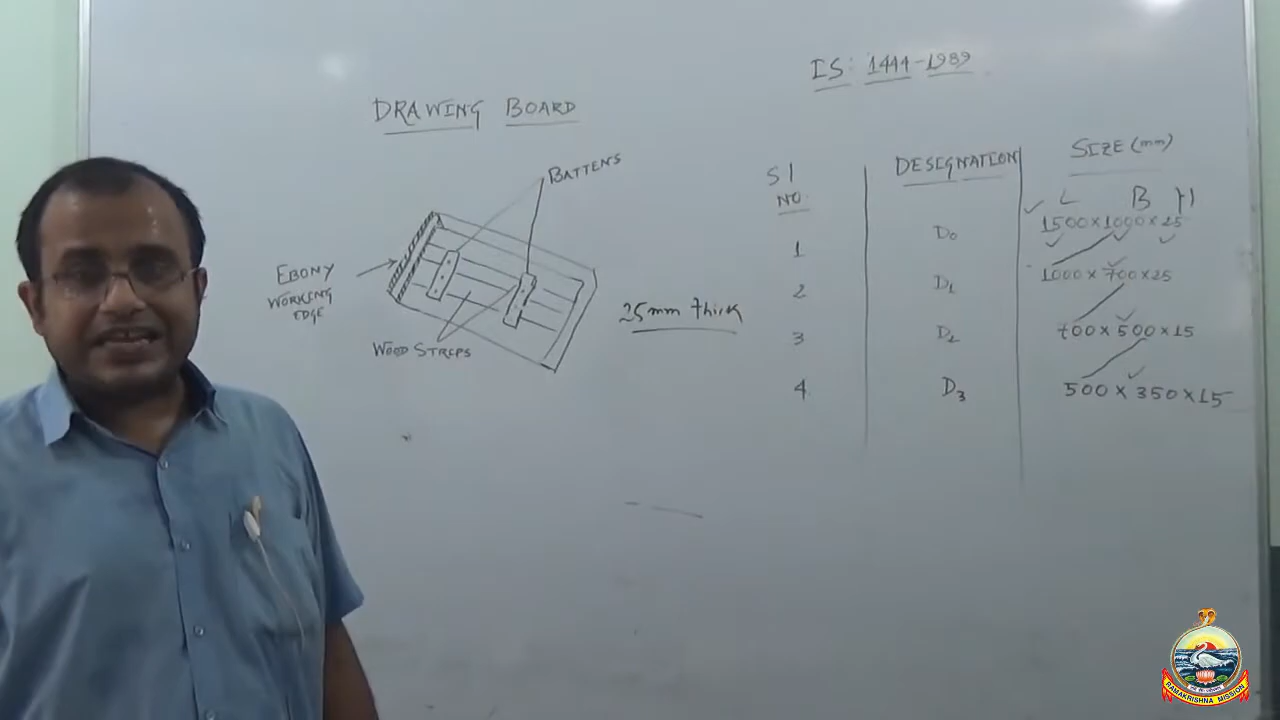 IS: 1444-1989
DRAWING BOARD
BATTENS
EBONY
WORKING
EDGE
WOOD STRIPS
25mm thick
Sl
NO.
DESIGNATION
SIZE (mm)
L B H
1 D0 1500×1000×25
2 D1 1000×700×25
3 D2 700×500×15
4 D3 500×350×15
RAMAKRISHNA MISSION